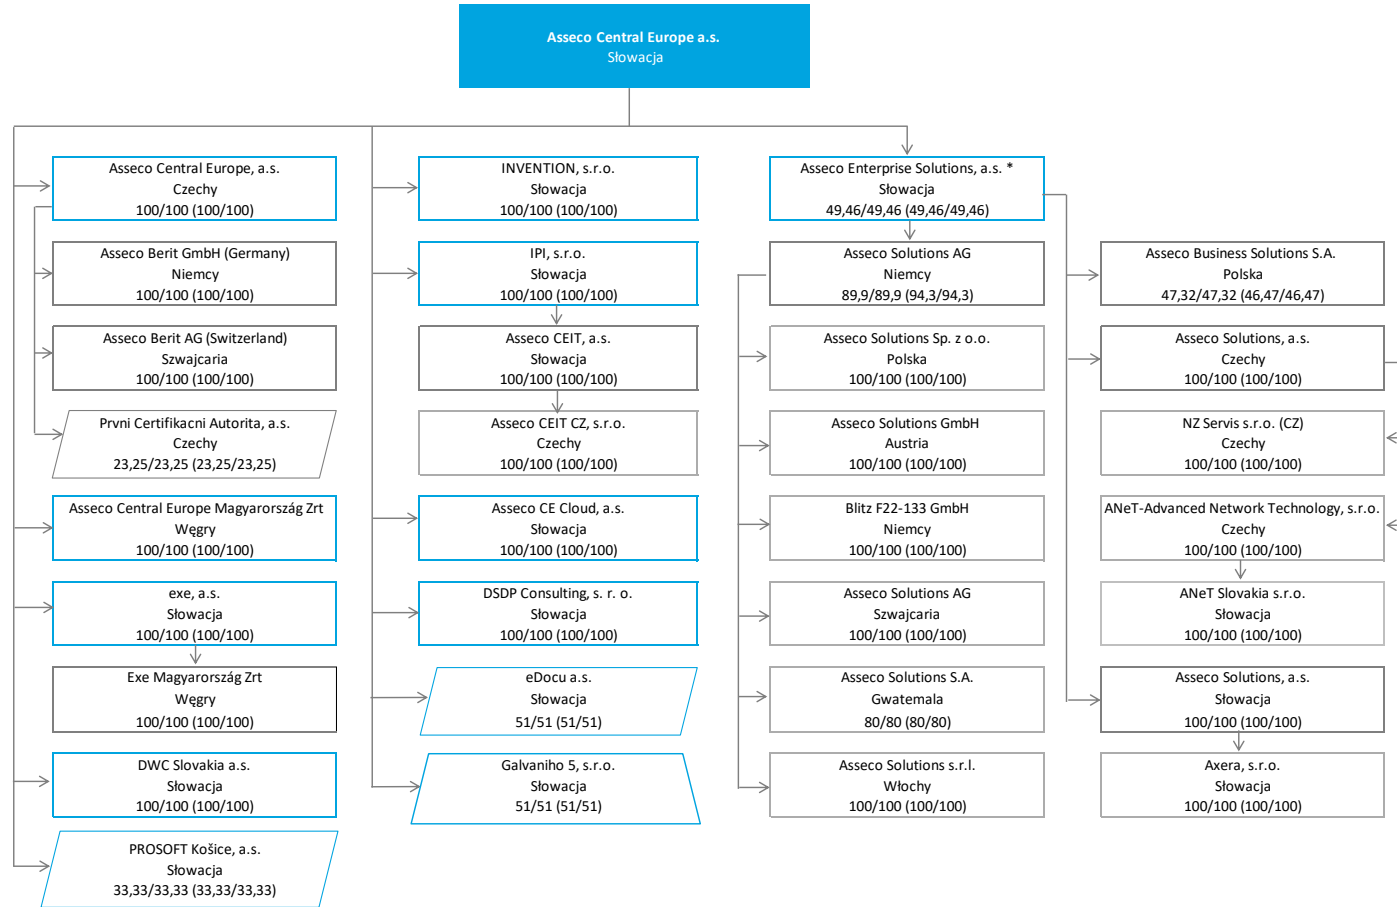 Asseco Central Europe a.s.
Słowacja
Asseco Central Europe, a.s.
Czechy
100/100 (100/100)
Asseco Berit GmbH (Germany)
Niemcy
100/100 (100/100)
Asseco Berit AG (Switzerland)
Szwajcaria
100/100 (100/100)
Prvni Certifikacni Autorita, a.s.
Czechy
23,25/23,25 (23,25/23,25)
Asseco Central Europe Magyarország Zrt
Węgry
100/100 (100/100)
exe, a.s.
Słowacja
100/100 (100/100)
Exe Magyarország Zrt
Węgry
100/100 (100/100)
DWC Slovakia a.s.
Słowacja
100/100 (100/100)
PROSOFT Košice, a.s.
Słowacja
33,33/33,33 (33,33/33,33)
INVENTION, s.r.o.
Słowacja
100/100 (100/100)
IPI, s.r.o.
Słowacja
100/100 (100/100)
Asseco CEIT, a.s.
Słowacja
100/100 (100/100)
Asseco CEIT CZ, s.r.o.
Czechy
100/100 (100/100)
Asseco CE Cloud, a.s.
Słowacja
100/100 (100/100)
DSDP Consulting, s. r. o.
Słowacja
100/100 (100/100)
eDocu a.s.
Słowacja
51/51 (51/51)
Galvaniho 5, s.r.o.
Słowacja
51/51 (51/51)
Asseco Enterprise Solutions, a.s. *
Słowacja
49,46/49,46 (49,46/49,46)
Asseco Solutions AG
Niemcy
89,9/89,9 (94,3/94,3)
Asseco Solutions Sp. z o.o.
Polska
100/100 (100/100)
Asseco Solutions GmbH
Austria
100/100 (100/100)
Blitz F22-133 GmbH
Niemcy
100/100 (100/100)
Asseco Solutions AG
Szwajcaria
100/100 (100/100)
Asseco Solutions S.A.
Gwatemala
80/80 (80/80)
Asseco Solutions s.r.l.
Włochy
100/100 (100/100)
Asseco Business Solutions S.A.
Polska
47,32/47,32 (46,47/46,47)
Asseco Solutions, a.s.
Czechy
100/100 (100/100)
NZ Servis s.r.o. (CZ)
Czechy
100/100 (100/100)
ANeT-Advanced Network Technology, s.r.o.
Czechy
100/100 (100/100)
ANeT Slovakia s.r.o.
Słowacja
100/100 (100/100)
Asseco Solutions, a.s.
Słowacja
100/100 (100/100)
Axera, s.r.o.
Słowacja
100/100 (100/100)